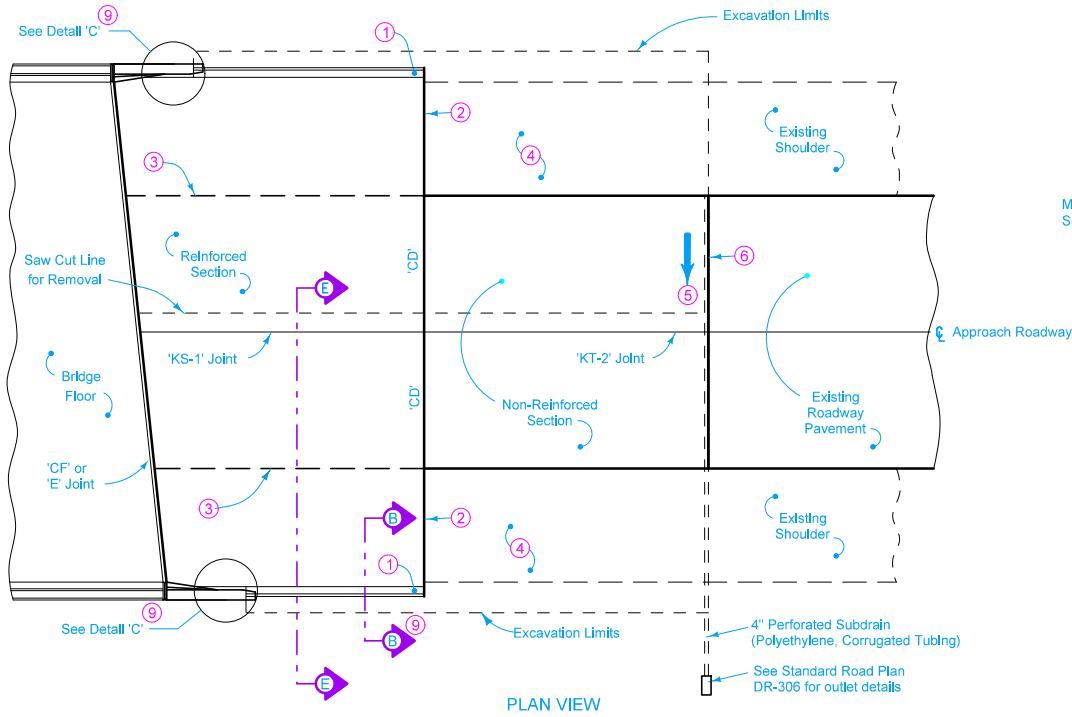 9
See Detail 'C'
1
Excavation Limits
2
3
4
Existing
Shoulder
M
S
Reinforced
Section
Saw Cut Line
for Removal
'CD'
6
E
5
'KS-1' Joint
'KT-2' Joint
℄ Approach Roadway
Bridge
Floor
'CD'
Non-Reinforced
Section
Existing
Roadway
Pavement
'CF' or
'E' Joint
3
B
2
4
Existing
Shoulder
1
9
See Detail 'C'
9
B
Excavation Limits
4" Perforated Subdrain
(Polyethylene, Corrugated Tubing)
E
See Standard Road Plan
DR-306 for outlet details
PLAN VIEW